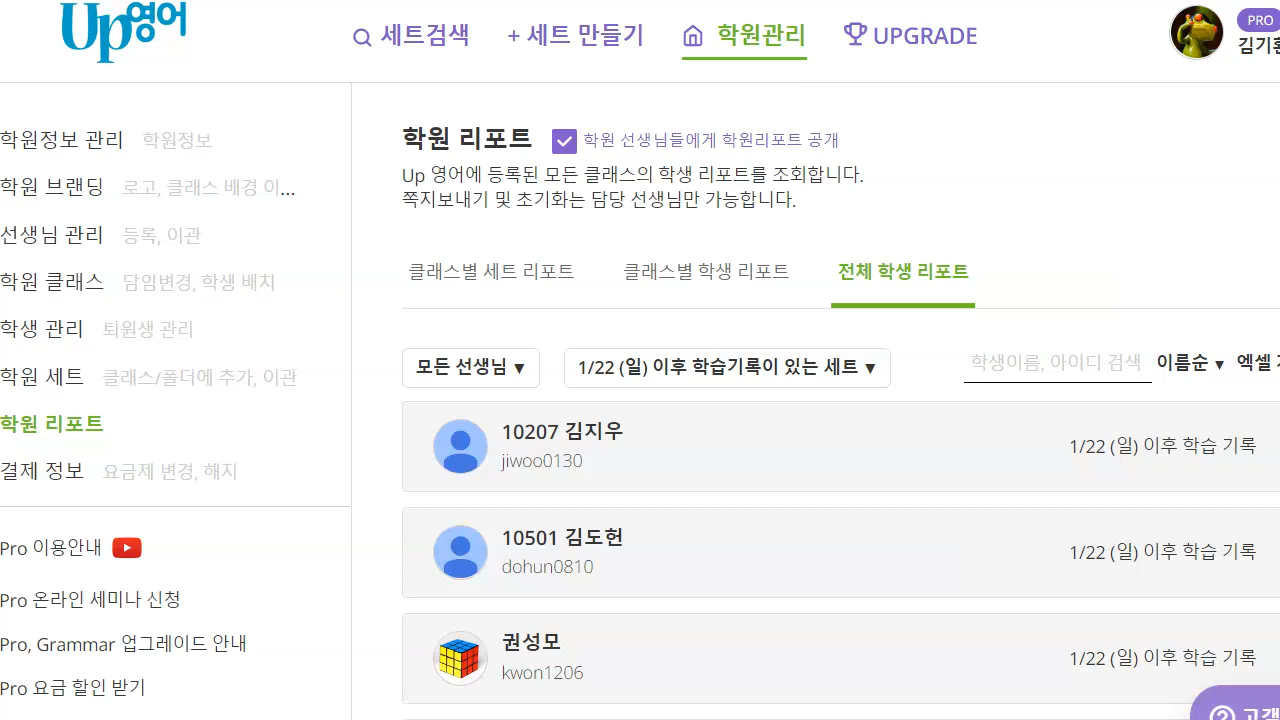 Up영어
세트검색
+ 세트 만들기
학원관리
UPGRADE
PRO
김기환
학원정보 관리 학원정보
학원 브랜딩 로고, 클래스 배경 이...
선생님 관리 등록, 이관
학원 클래스 담임변경, 학생 배치
학생 관리 퇴원생 관리
학원 세트 클래스/폴더에 추가, 이관
학원 리포트
결제 정보 요금제 변경, 해지
Pro 이용안내
Pro 온라인 세미나 신청
Pro, Grammar 업그레이드 안내
Pro 요금 할인 받기
학원 리포트 학원 선생님들에게 학원리포트 공개
Up 영어에 등록된 모든 클래스의 학생 리포트를 조회합니다.
쪽지보내기 및 초기화는 담당 선생님만 가능합니다.
클래스별 세트 리포트 클래스별 학생 리포트 전체 학생 리포트
모든 선생님 ▼ 1/22 (일) 이후 학습기록이 있는 세트 ▼ 학생이름, 아이디 검색 이름순 ▼ 엑셀
10207 김지우
jiwoo0130
1/22 (일) 이후 학습 기록
10501 김도헌
dohun0810
1/22 (일) 이후 학습 기록
권성모
kwon1206
1/22 (일) 이후 학습 기록
고객